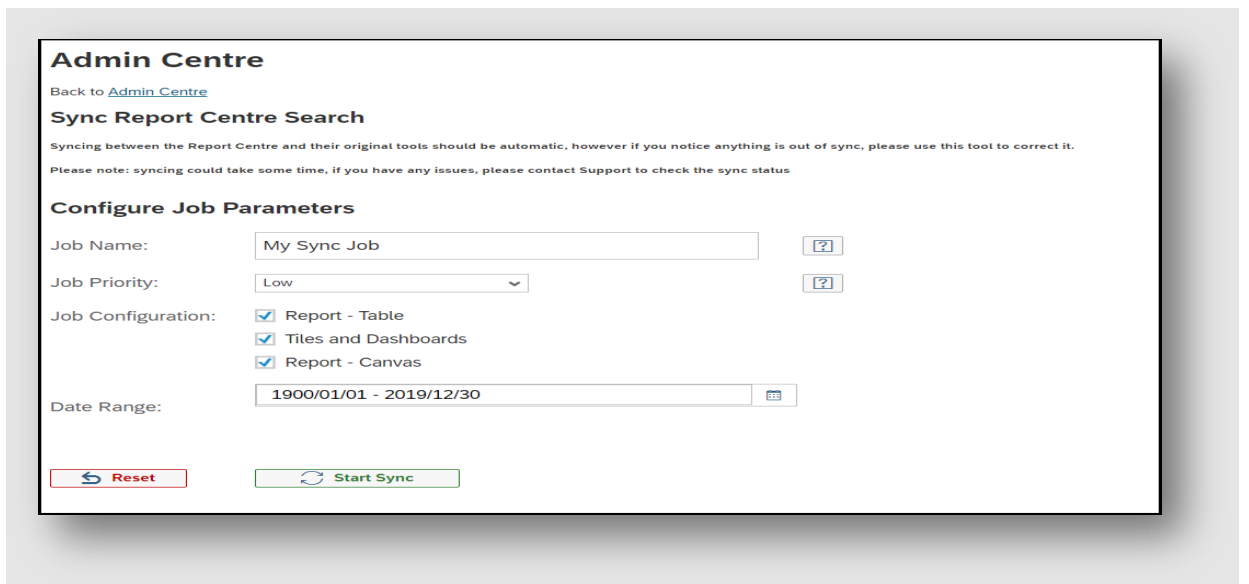 Admin Centre
Back to Admin Centre
Sync Report Centre Search
Syncing between the Report Centre and their original tools should be automatic, however if you notice anything is out of sync, please use this tool to correct it.
Please note: syncing could take some time, if you have any issues, please contact Support to check the sync status
Configure Job Parameters
Job Name: My Sync Job [?]
Job Priority: Low [?]
Job Configuration: Report - Table
Tiles and Dashboards
Report - Canvas
Date Range: 1900/01/01 - 2019/12/30
Reset Start Sync